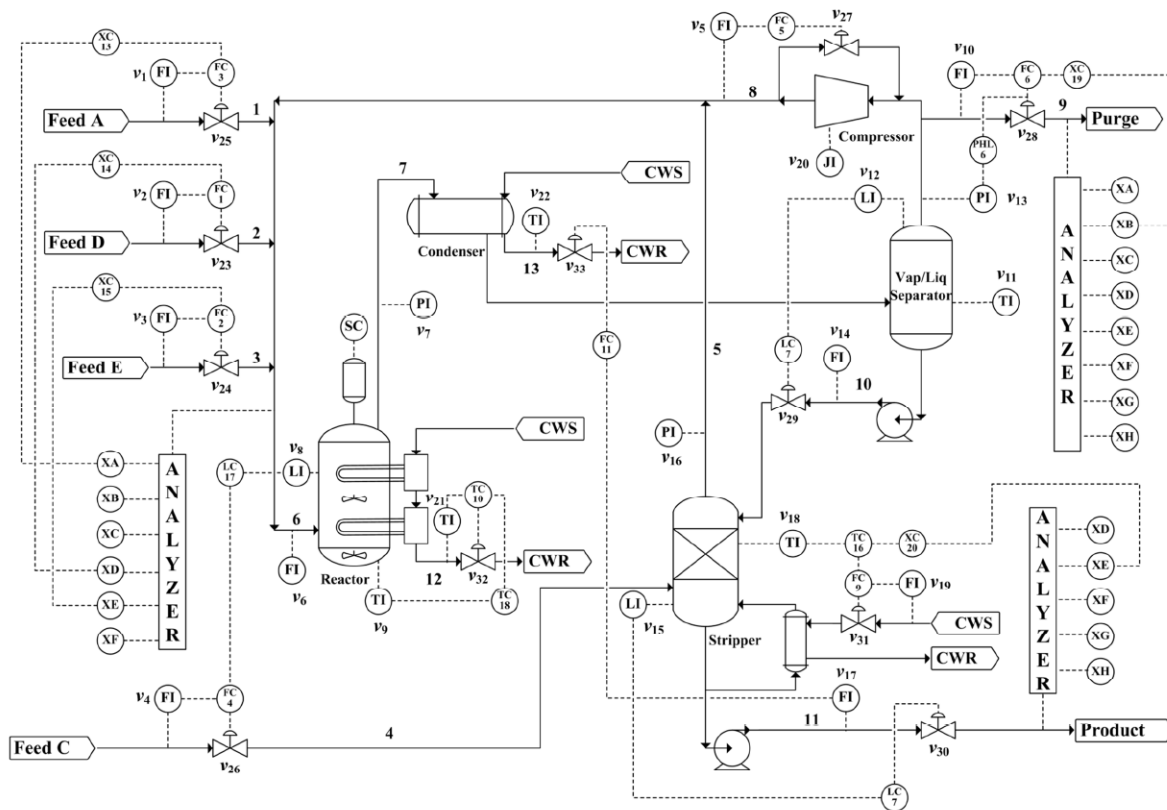 v27
v5
FI
FC
5
v10
XC
13
v1
FI
FC
3
FI
FC
6
XC
19
Feed A
1
v25
8
Compressor
9
Purge
v28
v20
JI
PHL
6
XC
14
v2
FI
FC
1
7
CWS
v12
LI
PI
v13
XA
Feed D
2
v23
v22
TI
Condenser
13
v33
CWR
XB
XC
XC
15
v3
FI
FC
2
Vap/Liq
Separator
v11
TI
XD
ANALYZER
XE
SC
PI
v7
5
FC
11
LC
7
v14
FI
XF
Feed E
3
v24
10
v29
XG
XH
CWS
PI
v16
v8
LI
LC
17
XA
XB
XC
XD
XE
XF
ANALYZER
v21
TI
TC
10
6
FI
v6
Reactor
12
v32
CWR
TI
v9
TC
18
v18
TI
TC
16
XC
20
FC
9
FI
v19
LI
v15
Stripper
v31
CWS
CWR
ANALYZER
XD
XE
XF
XG
XH
v4
FI
FC
4
v17
FI
Feed C
v26
4
11
v30
Product
LC
7